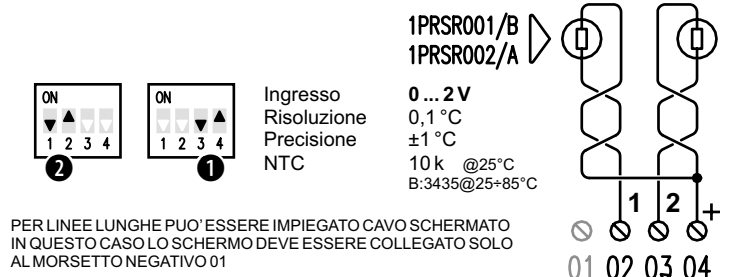 1PRSR001/B
1PRSR002/A
ON
1 2 3 4
2
ON
1 2 3 4
1
Ingresso 0 ... 2 V
Risoluzione 0,1 °C
Precisione ±1 °C
NTC 10 k @25°C
B:3435@25÷85°C
1 2 +
PER LINEE LUNGHE PUO' ESSERE IMPIEGATO CAVO SCHERMATO
IN QUESTO CASO LO SCHERMO DEVE ESSERE COLLEGATO SOLO
AL MORSETTO NEGATIVO 01
01 02 03 04